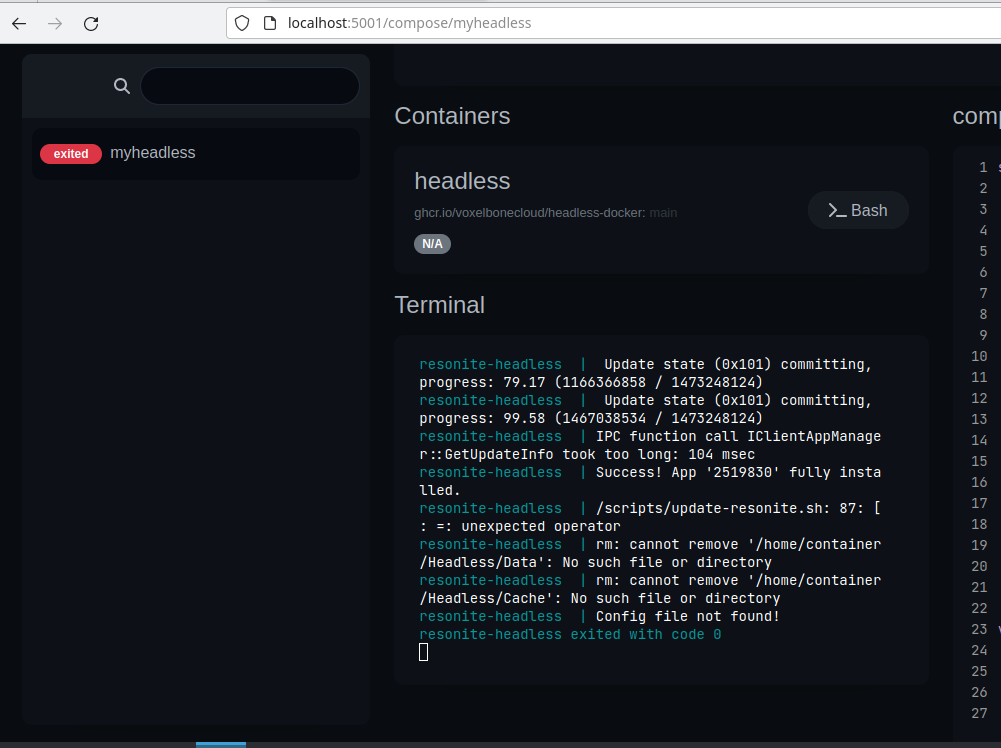 localhost:5001/compose/myheadless
exited myheadless
Containers
headless
ghcr.io/voxelbonecloud/headless-docker: main
N/A
Bash
Terminal
resonite-headless  |  Update state (0x101) committing,
progress: 79.17 (1166366858 / 1473248124)
resonite-headless  |  Update state (0x101) committing,
progress: 99.58 (1467038534 / 1473248124)
resonite-headless  | IPC function call IClientAppManage
r::GetUpdateInfo took too long: 104 msec
resonite-headless  | Success! App '2519830' fully insta
lled.
resonite-headless  | /scripts/update-resonite.sh: 87: [
: =: unexpected operator
resonite-headless  | rm: cannot remove '/home/container
/Headless/Data': No such file or directory
resonite-headless  | rm: cannot remove '/home/container
/Headless/Cache': No such file or directory
resonite-headless  | Config file not found!
resonite-headless exited with code 0
1
2
3
4
5
6
7
8
9
10
11
12
13
14
15
16
17
18
19
20
21
22
23
24
25
26
27